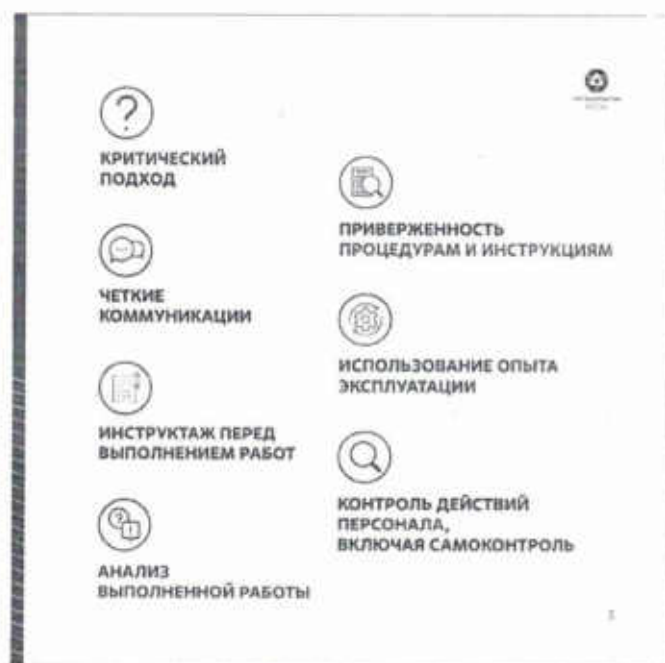 КРИТИЧЕСКИЙ
ПОДХОД
ЧЕТКИЕ
КОММУНИКАЦИИ
ИНСТРУКТАЖ ПЕРЕД
ВЫПОЛНЕНИЕМ РАБОТ
АНАЛИЗ
ВЫПОЛНЕННОЙ РАБОТЫ
ПРИВЕРЖЕННОСТЬ
ПРОЦЕДУРАМ И ИНСТРУКЦИЯМ
ИСПОЛЬЗОВАНИЕ ОПЫТА
ЭКСПЛУАТАЦИИ
КОНТРОЛЬ ДЕЙСТВИЙ
ПЕРСОНАЛА,
ВКЛЮЧАЯ САМОКОНТРОЛЬ